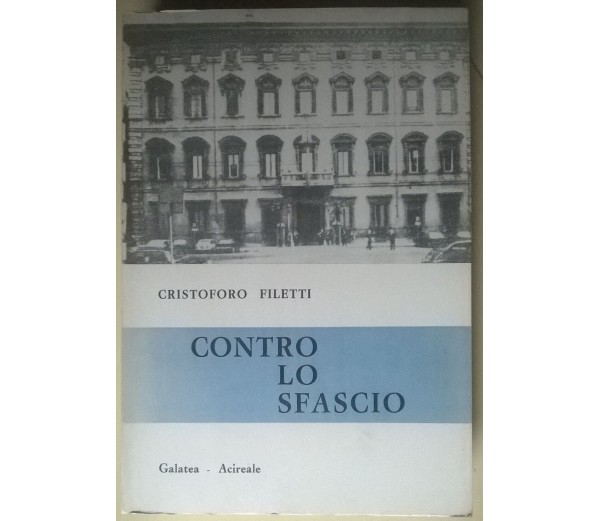 CRISTOFORO FILETTI
CONTRO
LO
SFASCIO
Galatea - Acireale